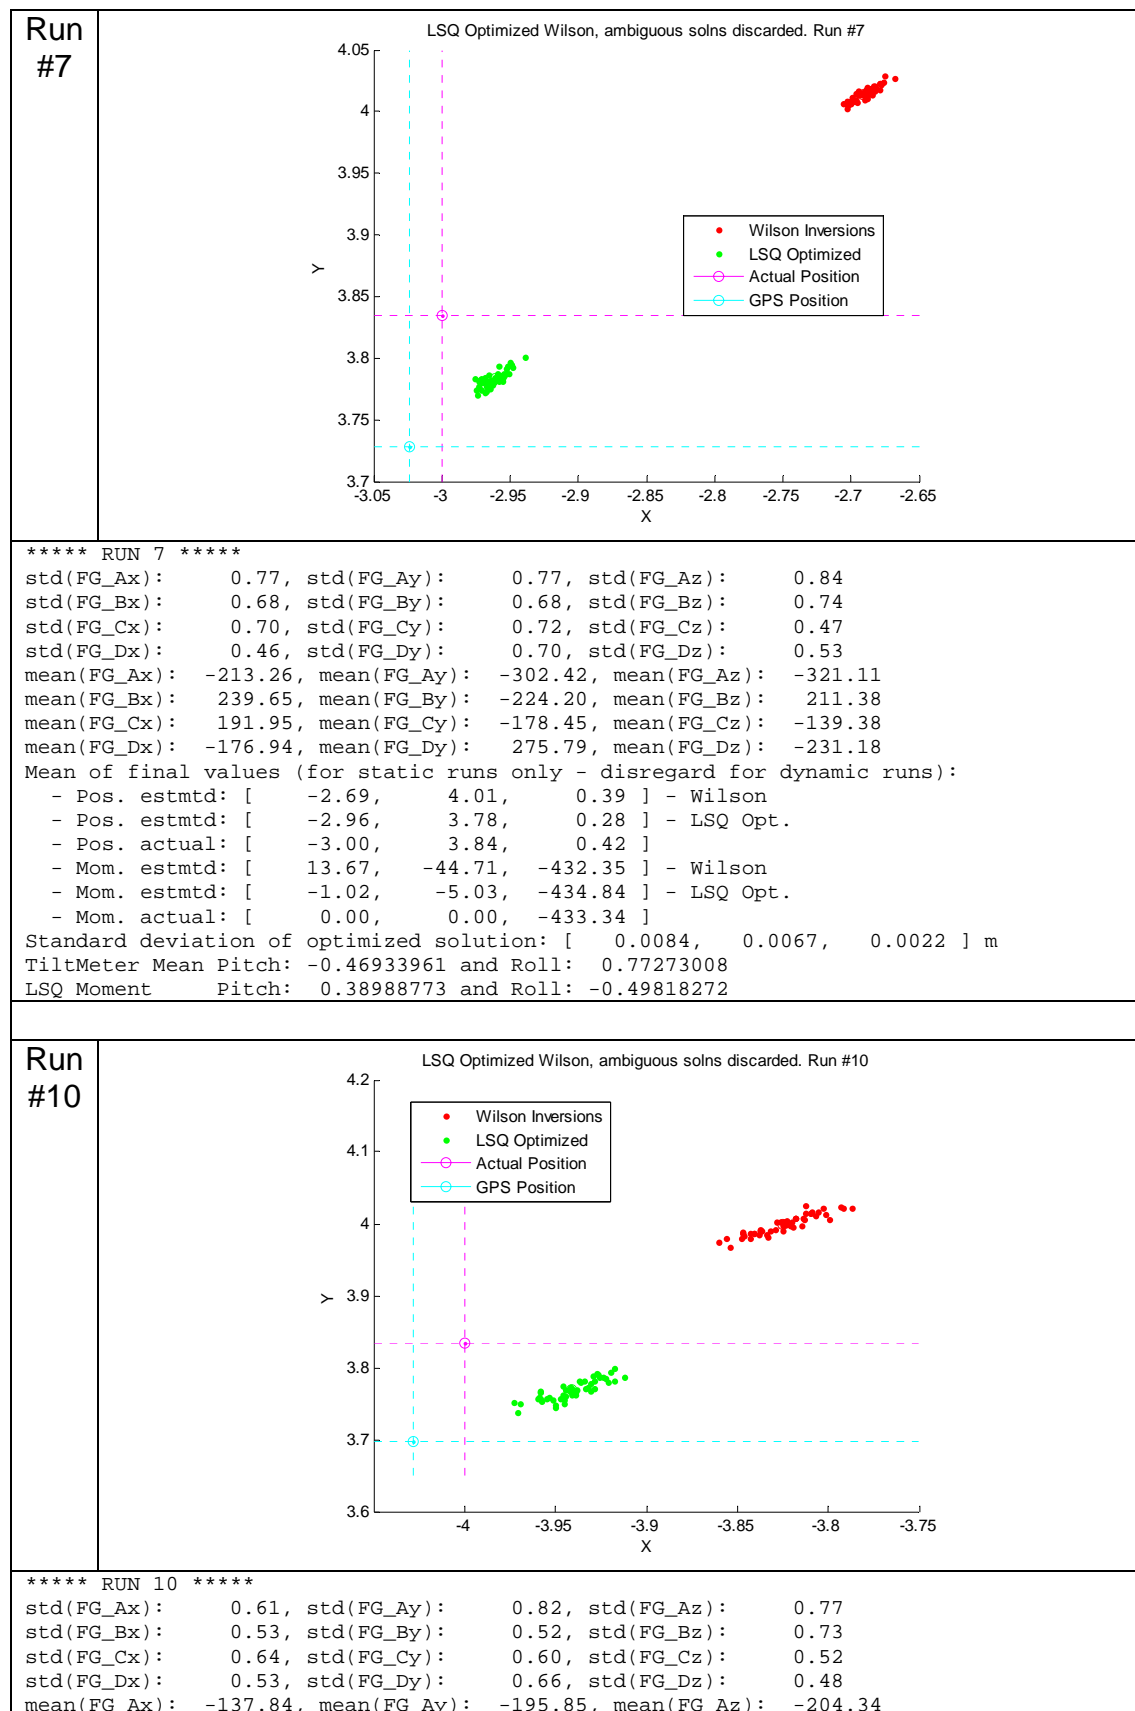 Run
#7
LSQ Optimized Wilson, ambiguous solns discarded. Run #7
4.05
4
3.95
3.9
3.85
3.8
3.75
3.7
Y
Wilson Inversions
LSQ Optimized
Actual Position
GPS Position
-3.05 -3 -2.95 -2.9 -2.85 -2.8 -2.75 -2.7 -2.65
X
***** RUN 7 *****
std(FG_Ax): 0.77, std(FG_Ay): 0.77, std(FG_Az): 0.84
std(FG_Bx): 0.68, std(FG_By): 0.68, std(FG_Bz): 0.74
std(FG_Cx): 0.70, std(FG_Cy): 0.72, std(FG_Cz): 0.47
std(FG_Dx): 0.46, std(FG_Dy): 0.70, std(FG_Dz): 0.53
mean(FG_Ax): -213.26, mean(FG_Ay): -302.42, mean(FG_Az): -321.11
mean(FG_Bx): 239.65, mean(FG_By): -224.20, mean(FG_Bz): 211.38
mean(FG_Cx): 191.95, mean(FG_Cy): -178.45, mean(FG_Cz): -139.38
mean(FG_Dx): -176.94, mean(FG_Dy): 275.79, mean(FG_Dz): -231.18
Mean of final values (for static runs only - disregard for dynamic runs):
- Pos. estmtd: [ -2.69, 4.01, 0.39 ] - Wilson
- Pos. estmtd: [ -2.96, 3.78, 0.28 ] - LSQ Opt.
- Pos. actual: [ -3.00, 3.84, 0.42 ]
- Mom. estmtd: [ 13.67, -44.71, -432.35 ] - Wilson
- Mom. estmtd: [ -1.02, -5.03, -434.84 ] - LSQ Opt.
- Mom. actual: [ 0.00, 0.00, -433.34 ]
Standard deviation of optimized solution: [ 0.0084, 0.0067, 0.0022 ] m
TiltMeter Mean Pitch: -0.46933961 and Roll: 0.77273008
LSQ Moment Pitch: 0.38988773 and Roll: -0.49818272
Run
#10
LSQ Optimized Wilson, ambiguous solns discarded. Run #10
4.2
4.1
4
3.9
3.8
3.7
3.6
Y
Wilson Inversions
LSQ Optimized
Actual Position
GPS Position
-4 -3.95 -3.9 -3.85 -3.8 -3.75
X
***** RUN 10 *****
std(FG_Ax): 0.61, std(FG_Ay): 0.82, std(FG_Az): 0.77
std(FG_Bx): 0.53, std(FG_By): 0.52, std(FG_Bz): 0.73
std(FG_Cx): 0.64, std(FG_Cy): 0.60, std(FG_Cz): 0.52
std(FG_Dx): 0.53, std(FG_Dy): 0.66, std(FG_Dz): 0.48
mean(FG_Ax): -137.84, mean(FG_Ay): -195.85, mean(FG_Az): -204.34